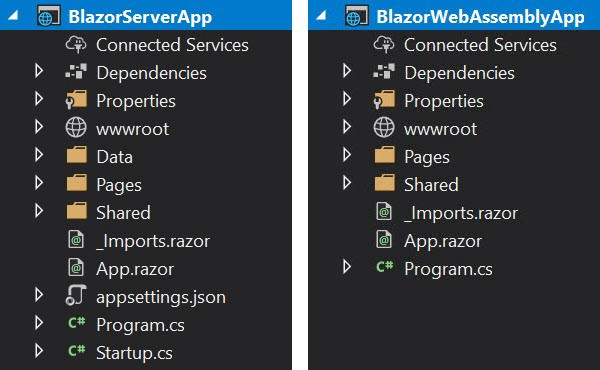 BlazorServerApp
Connected Services
Dependencies
Properties
wwwroot
Data
Pages
Shared
_Imports.razor
App.razor
appsettings.json
C# Program.cs
C# Startup.cs
BlazorWebAssemblyApp
Connected Services
Dependencies
Properties
wwwroot
Pages
Shared
_Imports.razor
App.razor
C# Program.cs